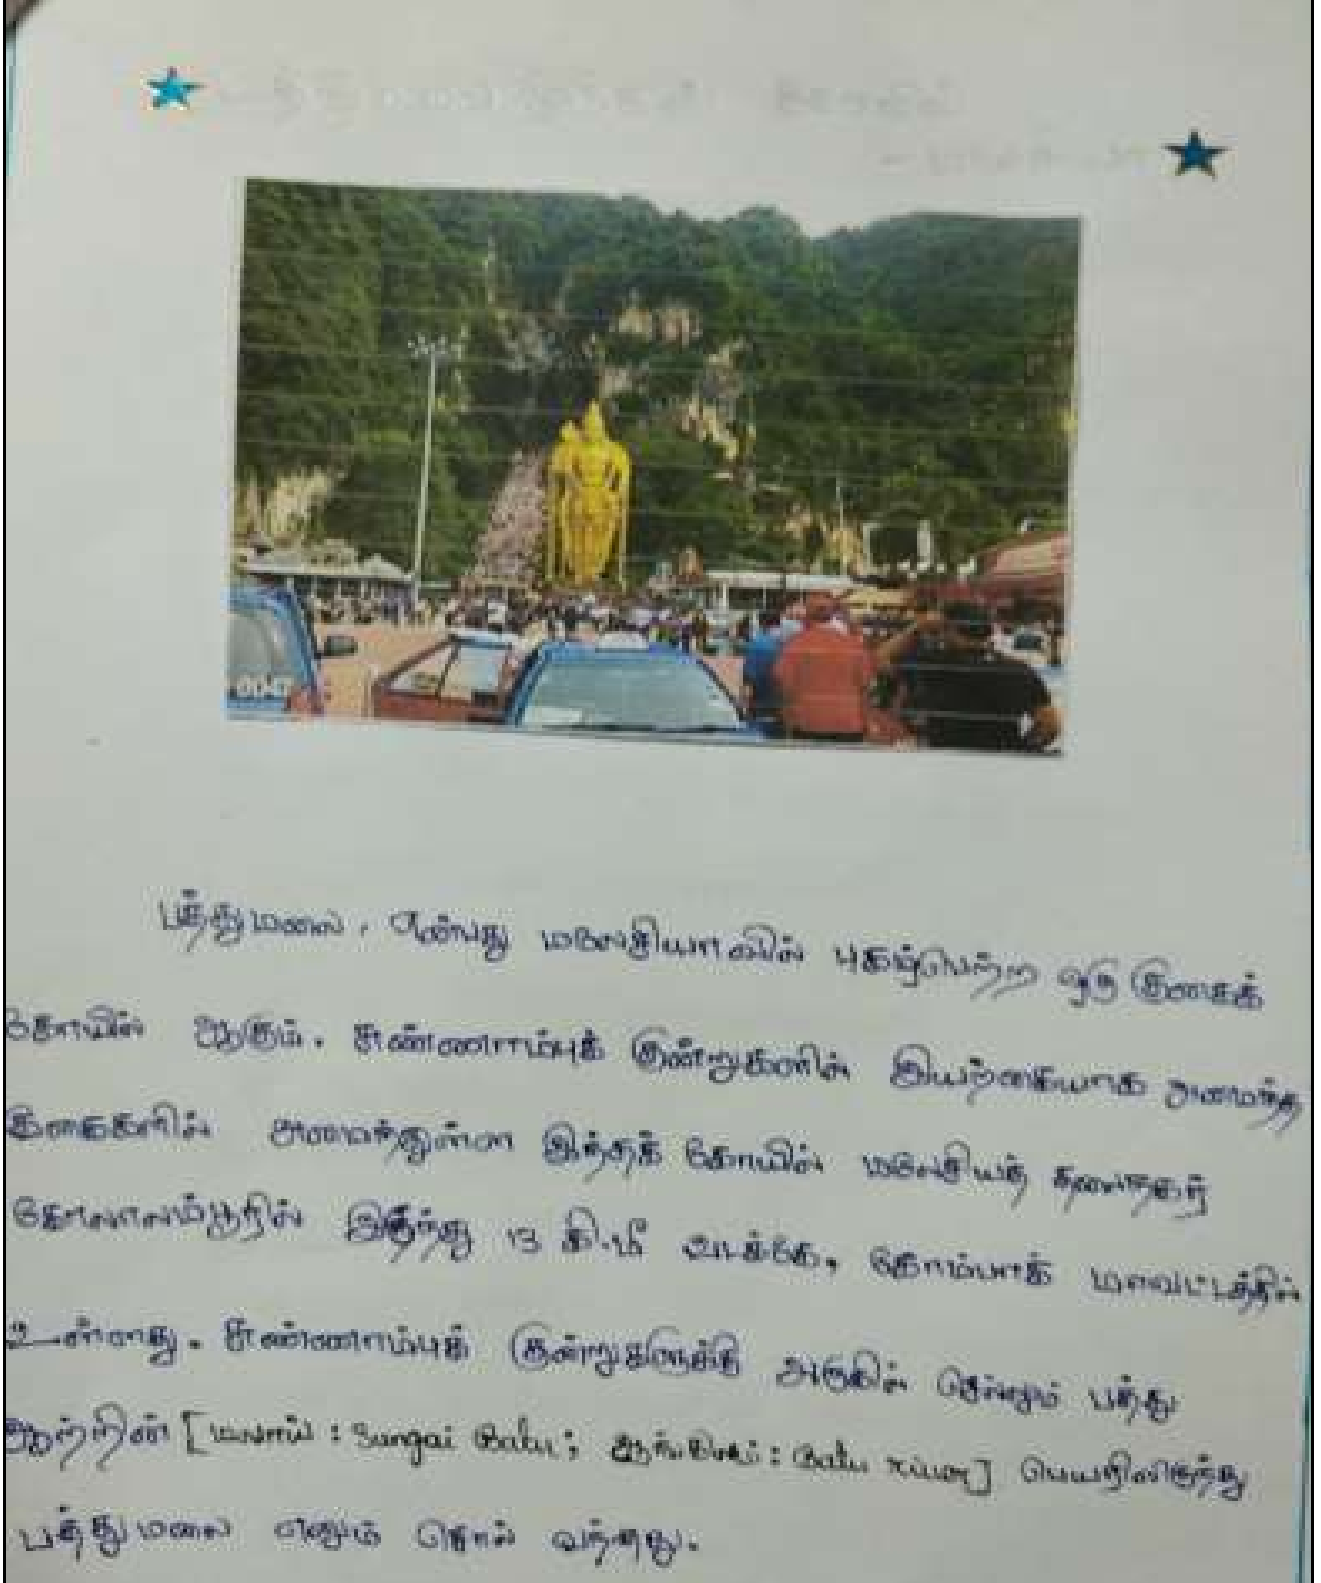 பத்துமலை, என்பது மலேசியாவில் புகழ்பெற்ற ஒரு குகைக்
கோயில் ஆகும். சுண்ணாம்புக் குன்றுகளில் இயற்கையாக அமைந்த
குகைகளில் அமைந்துள்ள இந்தக் கோயில் மலேசியத் தலைநகர்
கோலாலம்பூரில் இருந்து 13 கி.மீ வடக்கே, கோம்பாக் மாவட்டத்தில்
உள்ளது. சுண்ணாம்புக் குன்றுகளுக்கு அருகில் செல்லும் பத்து
ஆற்றின் [மலாய் : Sungai Batu; ஆங்கிலம் : Batu River] பெயரிலிருந்து
பத்துமலை எனும் சொல் வந்தது.